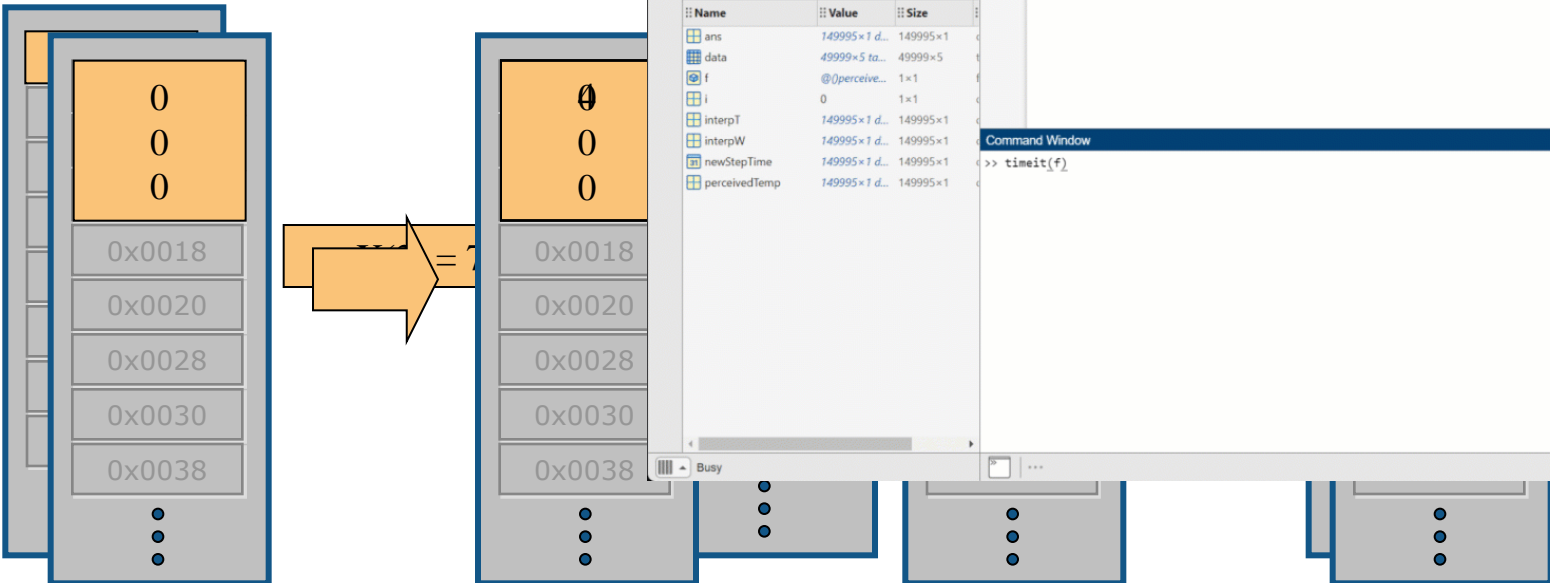 0
0
0
0x0018
0x0020
0x0028
0x0030
0x0038
=
0
0
0x0018
0x0020
0x0028
0x0030
0x0038
Name Value Size
ans 149995×1 d... 149995×1
data 49999×5 ta... 49999×5
f @()perceive... 1×1
i 0 1×1
interpT 149995×1 d... 149995×1
interpW 149995×1 d... 149995×1
newStepTime 149995×1 d... 149995×1
perceivedTemp 149995×1 d... 149995×1
Busy
Command Window
>> timeit(f)